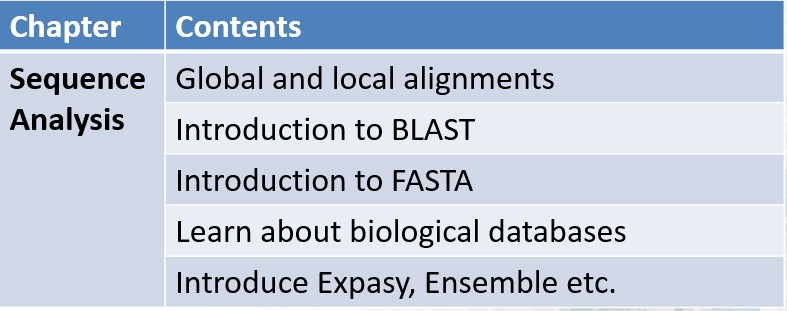 Chapter Contents
Sequence Analysis
Global and local alignments
Introduction to BLAST
Introduction to FASTA
Learn about biological databases
Introduce Expasy, Ensemble etc.